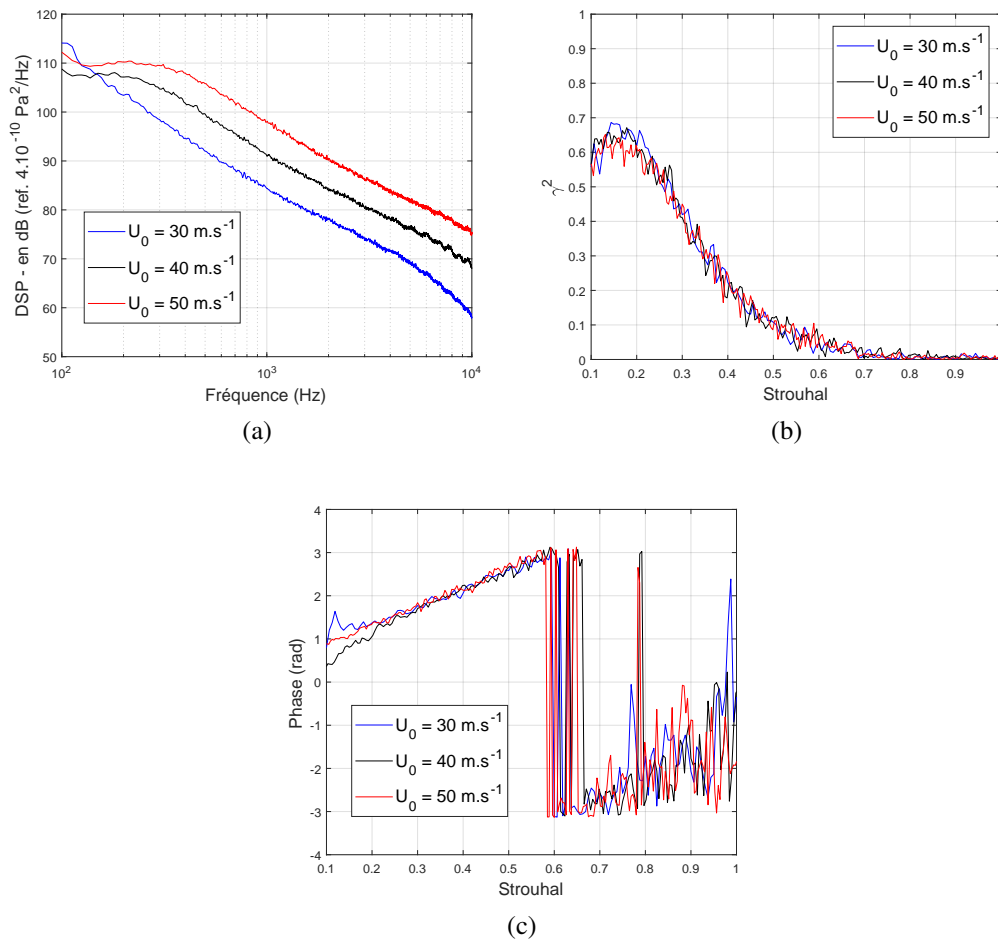 DSP - en dB (ref. 4.10⁻¹⁰ Pa²/Hz)
120
110
100
90
80
70
60
50
U₀ = 30 m.s⁻¹
U₀ = 40 m.s⁻¹
U₀ = 50 m.s⁻¹
10² 10³ 10⁴
Fréquence (Hz)
(a)
γ²
1
0.9
0.8
0.7
0.6
0.5
0.4
0.3
0.2
0.1
0
U₀ = 30 m.s⁻¹
U₀ = 40 m.s⁻¹
U₀ = 50 m.s⁻¹
0.1 0.2 0.3 0.4 0.5 0.6 0.7 0.8 0.9 1
Strouhal
(b)
Phase (rad)
4
3
2
1
0
-1
-2
-3
-4
U₀ = 30 m.s⁻¹
U₀ = 40 m.s⁻¹
U₀ = 50 m.s⁻¹
0.1 0.2 0.3 0.4 0.5 0.6 0.7 0.8 0.9 1
Strouhal
(c)